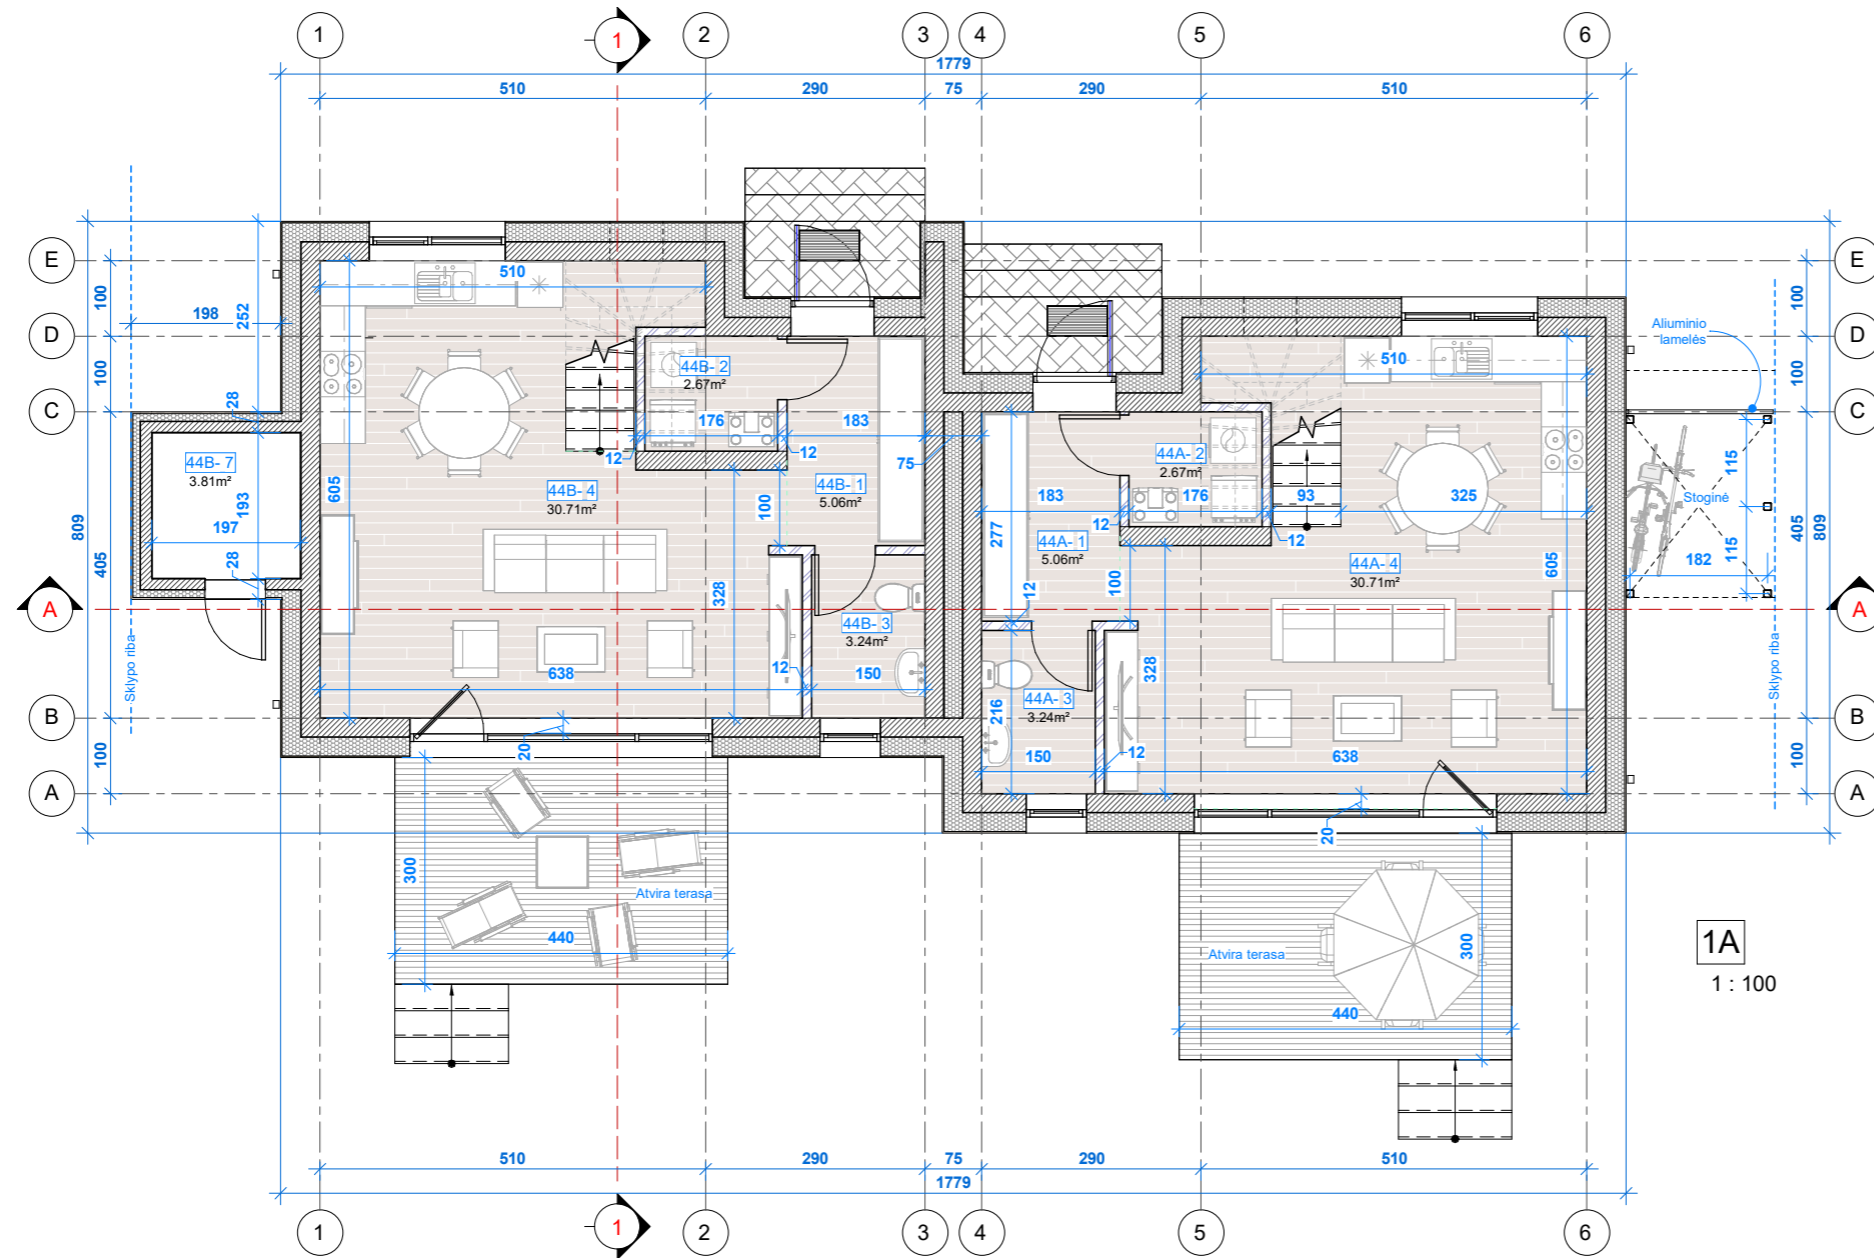 1
1
2
3
4
5
6
1779
510
290
75
290
510
E
E
100
252
510
100
198
D
D
Aliuminio
lamelės
44B- 2
2.67m²
510
100
100
28
C
C
176
183
12
12
75
44B- 7
3.81m²
193
197
605
44B- 4
30.71m²
44B- 1
5.06m²
100
183
44A- 2
2.67m²
176
93
325
115
Stoginė
12
12
277
44A- 1
5.06m²
809
405
28
328
100
44A- 4
30.71m²
605
182
115
405
809
A
A
12
44B- 3
3.24m²
Sklypo riba
638
12
150
44A- 3
3.24m²
328
Sklypo riba
B
B
216
20
100
150
12
638
100
A
A
20
300
Atvira terasa
440
Atvira terasa
300
440
1A
1 : 100
510
290
75
290
510
1779
1
1
2
3
4
5
6